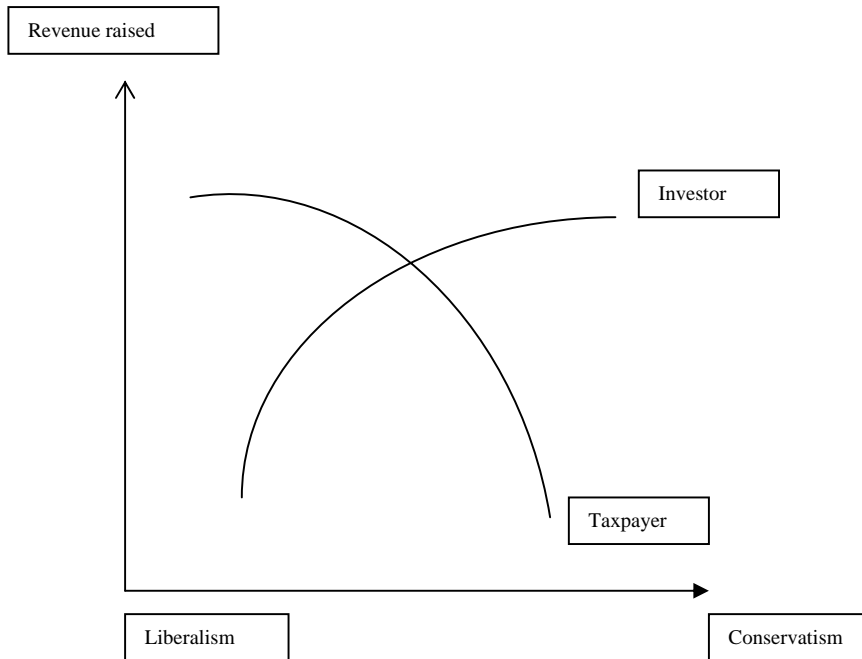 Revenue raised
Investor
Taxpayer
Liberalism
Conservatism